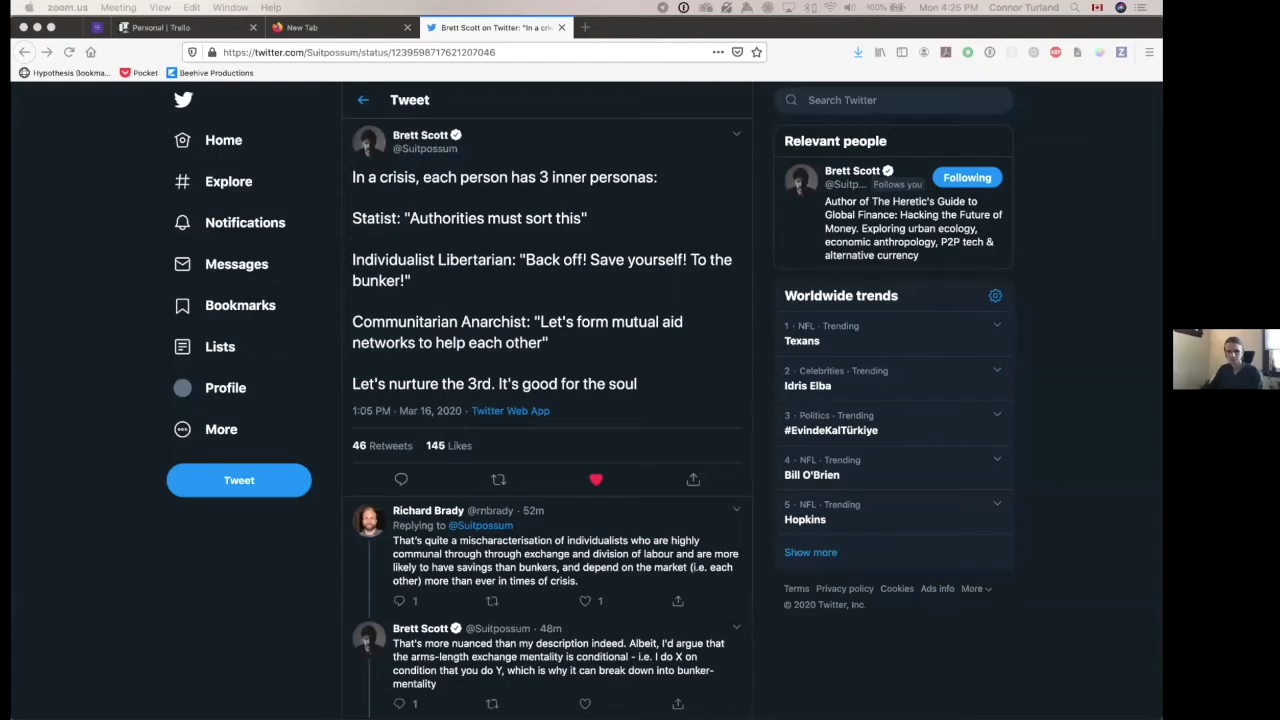 zoom.us Meeting View Edit Window Help
100% Mon 4:25 PM Connor Turland
Personal | Trello
New Tab
Brett Scott on Twitter: "In a cri
https://twitter.com/Suitpossum/status/1239598717621207046
Hypothesis Bookma... Pocket Beehive Productions
Home
Explore
Notifications
Messages
Bookmarks
Lists
Profile
More
Tweet
Tweet
Brett Scott
@Suitpossum
In a crisis, each person has 3 inner personas:
Statist: "Authorities must sort this"
Individualist Libertarian: "Back off! Save yourself! To the
bunker!"
Communitarian Anarchist: "Let's form mutual aid
networks to help each other"
Let's nurture the 3rd. It's good for the soul
1:05 PM · Mar 16, 2020 · Twitter Web App
46 Retweets 145 Likes
Richard Brady @rnbrady · 52m
Replying to @Suitpossum
That's quite a mischaracterisation of individualists who are highly
communal through through exchange and division of labour and are more
likely to have savings than bunkers, and depend on the market (i.e. each
other) more than ever in times of crisis.
1 1
Brett Scott @Suitpossum · 48m
That's more nuanced than my description indeed. Albeit, I'd argue that
the arms-length exchange mentality is conditional - i.e. I do X on
condition that you do Y, which is why it can break down into bunker-
mentality
1
Search Twitter
Relevant people
Brett Scott
@Suitp... Follows you
Following
Author of The Heretic's Guide to
Global Finance: Hacking the Future of
Money. Exploring urban ecology,
economic anthropology, P2P tech &
alternative currency
Worldwide trends
1 · NFL · Trending
Texans
2 · Celebrities · Trending
Idris Elba
3 · Politics · Trending
#EvindeKalTürkiye
4 · NFL · Trending
Bill O'Brien
5 · NFL · Trending
Hopkins
Show more
Terms Privacy policy Cookies Ads info More
© 2020 Twitter, Inc.